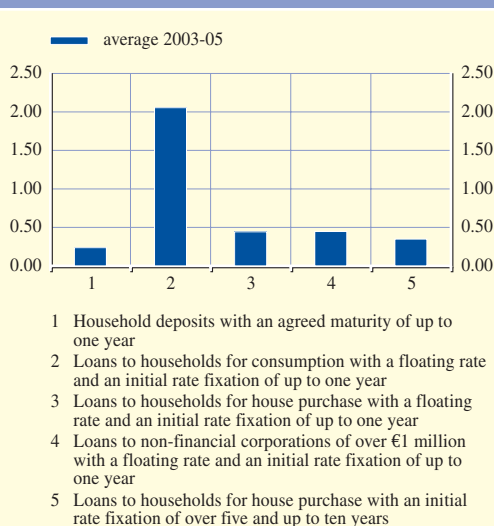 average 2003-05
2.50 2.50
2.00 2.00
1.50 1.50
1.00 1.00
0.50 0.50
0.00 0.00
1 2 3 4 5
1 Household deposits with an agreed maturity of up to
one year
2 Loans to households for consumption with a floating rate
and an initial rate fixation of up to one year
3 Loans to households for house purchase with a floating
rate and an initial rate fixation of up to one year
4 Loans to non-financial corporations of over €1 million
with a floating rate and an initial rate fixation of up to
one year
5 Loans to households for house purchase with an initial
rate fixation of over five and up to ten years